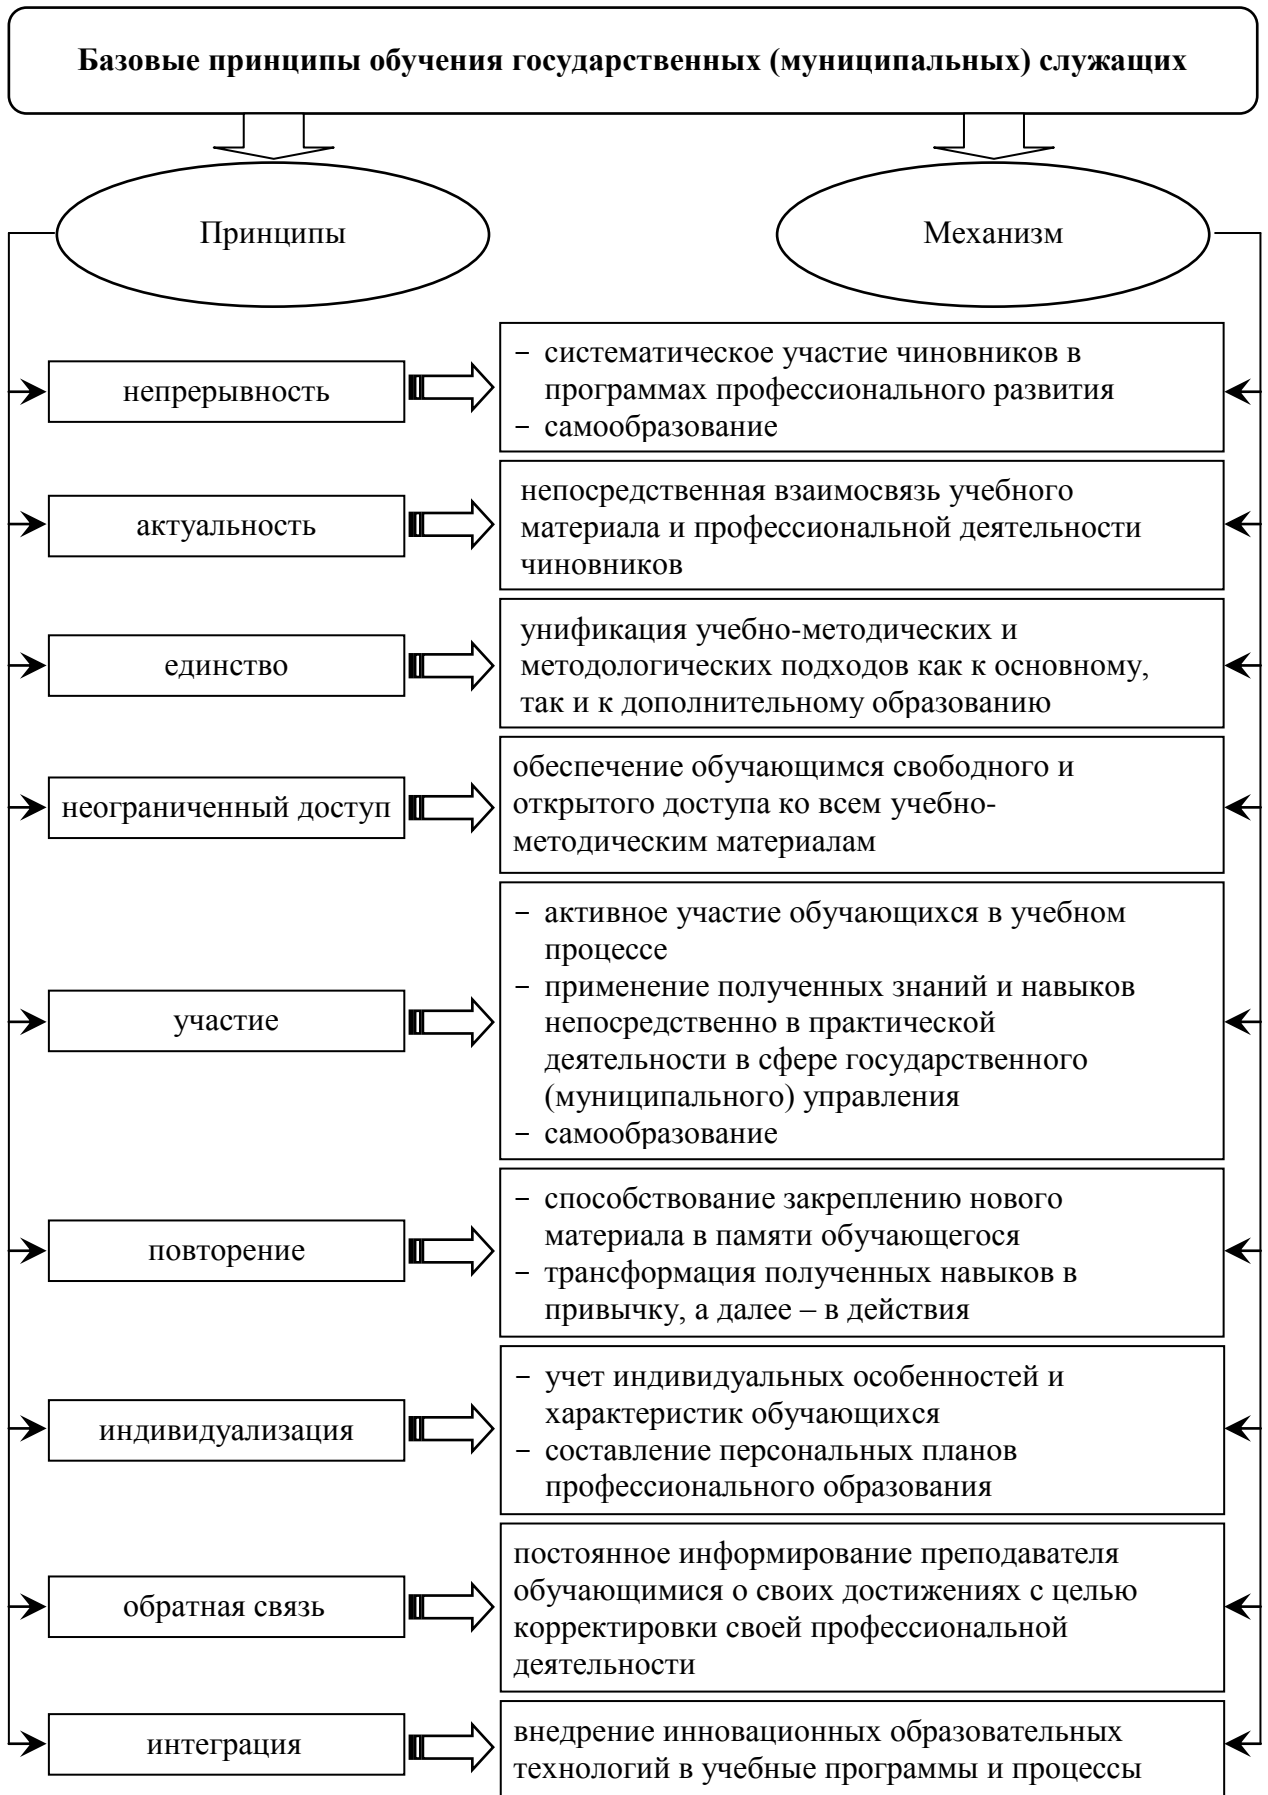 Базовые принципы обучения государственных (муниципальных) служащих
Принципы
Механизм
непрерывность
− систематическое участие чиновников в
программах профессионального развития
− самообразование
актуальность
непосредственная взаимосвязь учебного
материала и профессиональной деятельности
чиновников
единство
унификация учебно-методических и
методологических подходов как к основному,
так и к дополнительному образованию
неограниченный доступ
обеспечение обучающимся свободного и
открытого доступа ко всем учебно-
методическим материалам
участие
− активное участие обучающихся в учебном
процессе
− применение полученных знаний и навыков
непосредственно в практической
деятельности в сфере государственного
(муниципального) управления
− самообразование
повторение
− способствование закреплению нового
материала в памяти обучающегося
− трансформация полученных навыков в
привычку, а далее – в действия
индивидуализация
− учет индивидуальных особенностей и
характеристик обучающихся
− составление персональных планов
профессионального образования
обратная связь
постоянное информирование преподавателя
обучающимися о своих достижениях с целью
корректировки своей профессиональной
деятельности
интеграция
внедрение инновационных образовательных
технологий в учебные программы и процессы